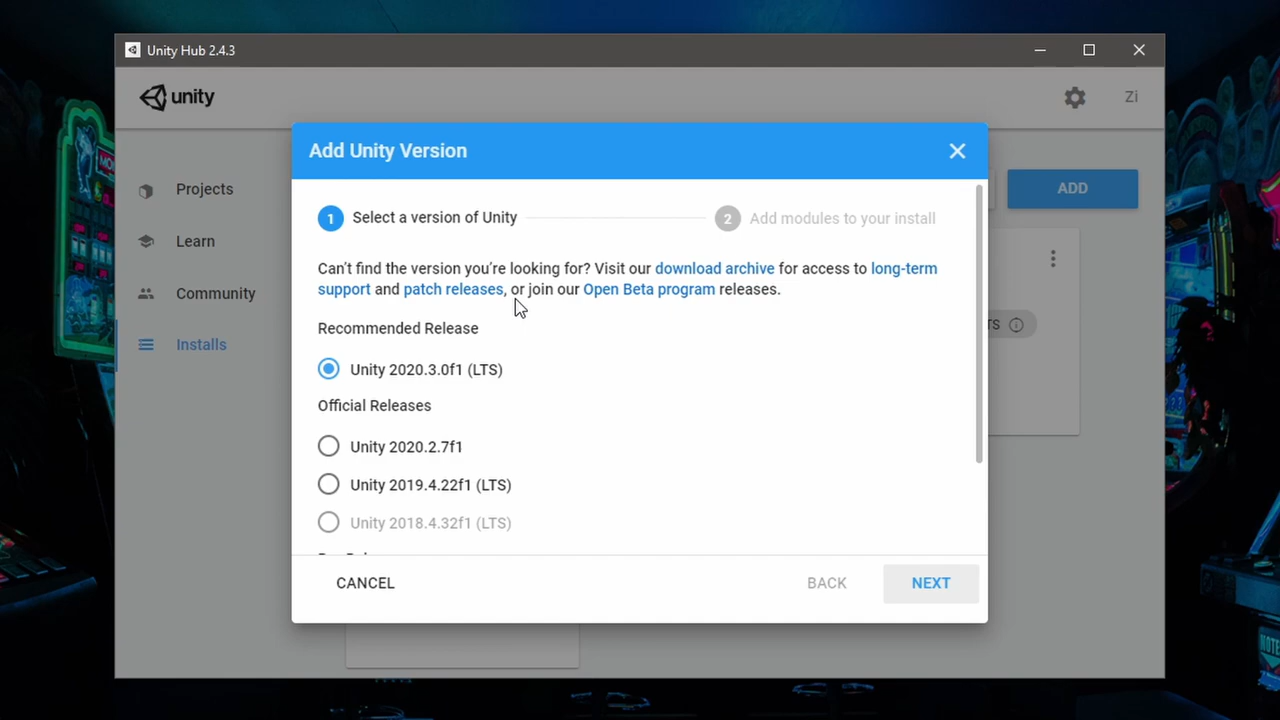 Unity Hub 2.4.3
unity
Zi
Add Unity Version
ADD
Projects
Learn
Community
Installs
1 Select a version of Unity
2 Add modules to your install
Can't find the version you're looking for? Visit our download archive for access to long-term
support and patch releases, or join our Open Beta program releases.
Recommended Release
Unity 2020.3.0f1 (LTS)
Official Releases
Unity 2020.2.7f1
Unity 2019.4.22f1 (LTS)
Unity 2018.4.32f1 (LTS)
CANCEL
BACK
NEXT